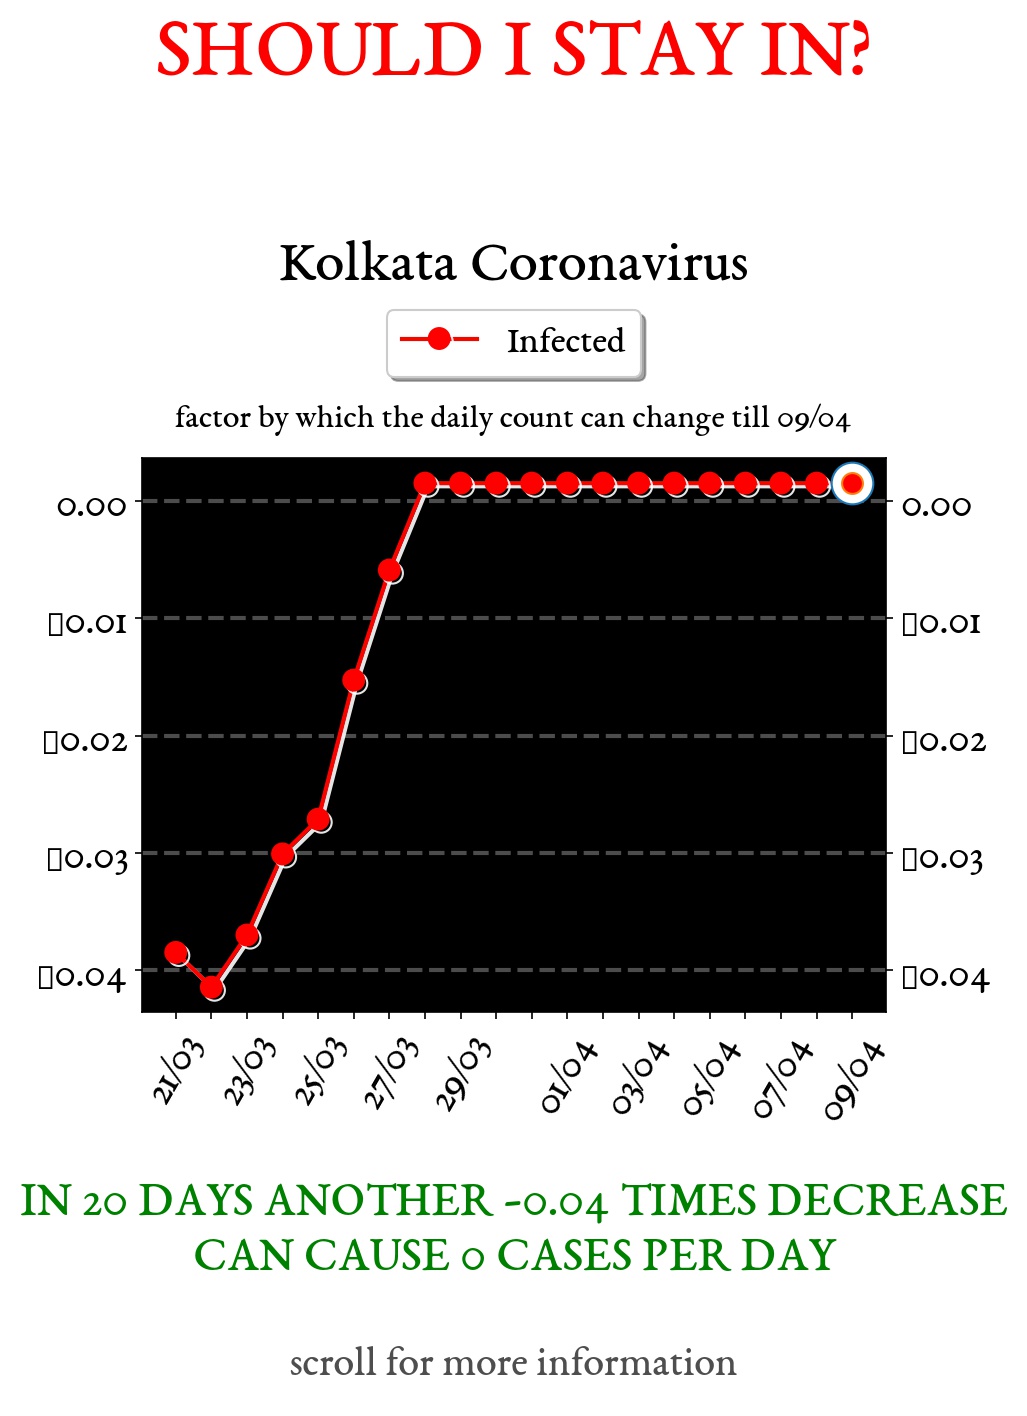 SHOULD I STAY IN?
Kolkata Coronavirus
Infected
factor by which the daily count can change till 09/04
0.00 0.00
▯0.01 ▯0.01
▯0.02 ▯0.02
▯0.03 ▯0.03
▯0.04 ▯0.04
21/03 23/03 25/03 27/03 29/03 01/04 03/04 05/04 07/04 09/04
IN 20 DAYS ANOTHER -0.04 TIMES DECREASE
CAN CAUSE 0 CASES PER DAY
scroll for more information